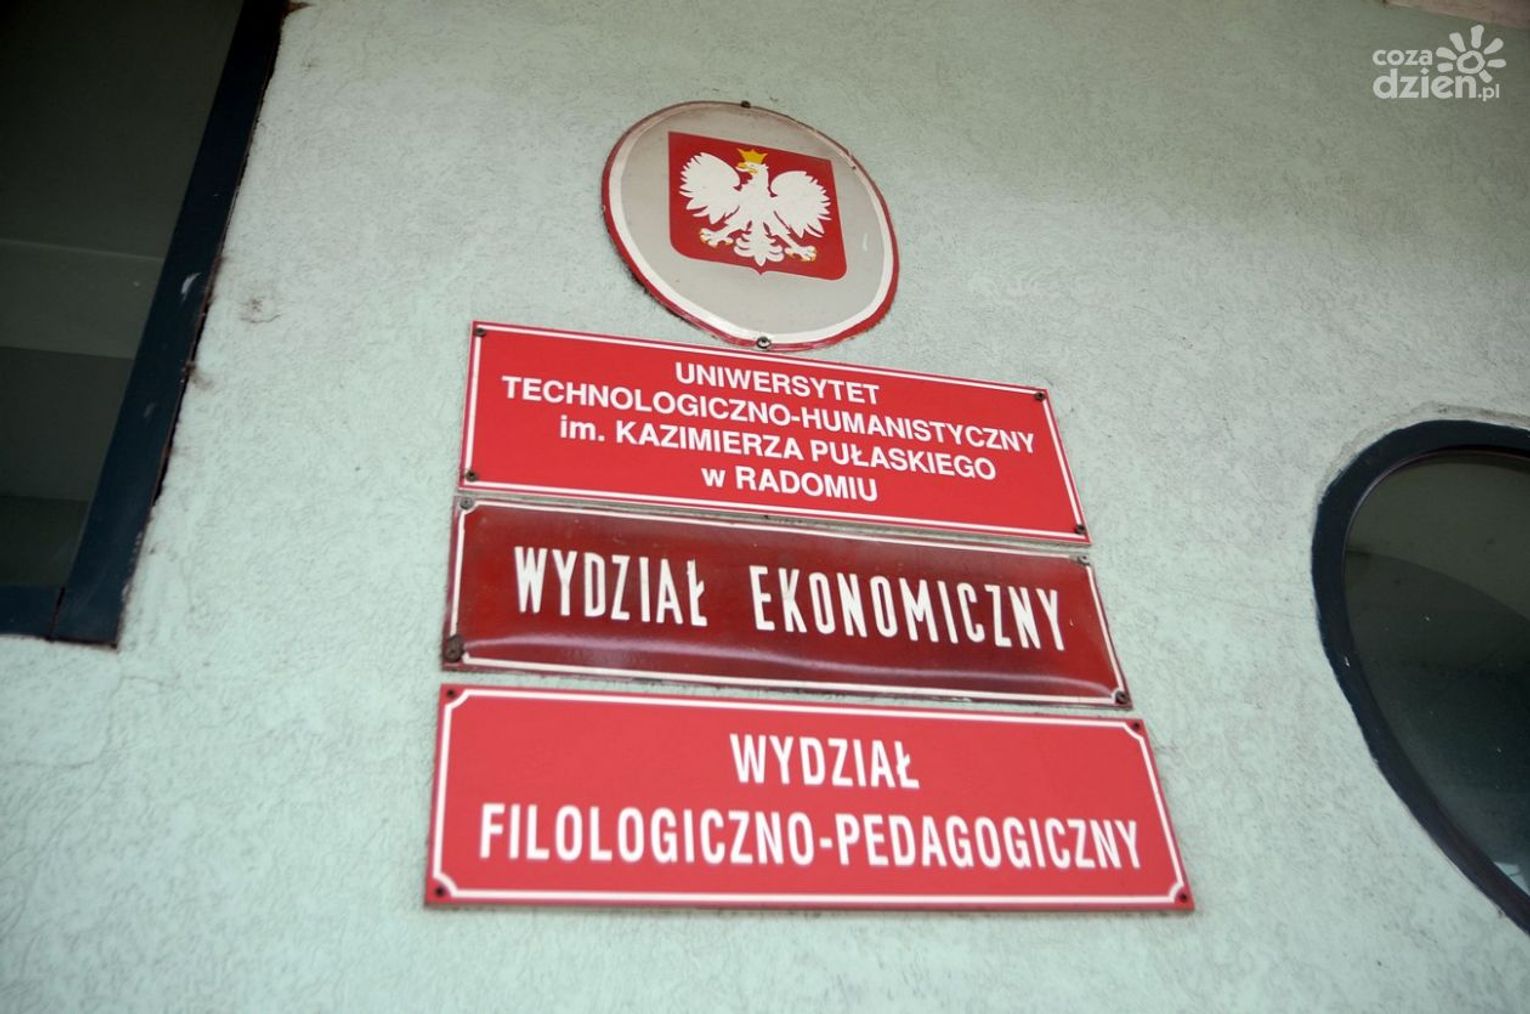 coza
dzien.pl
UNIWERSYTET
TECHNOLOGICZNO-HUMANISTYCZNY
im. KAZIMIERZA PUŁASKIEGO
w RADOMIU
WYDZIAŁ EKONOMICZNY
WYDZIAŁ
FILOLOGICZNO-PEDAGOGICZNY